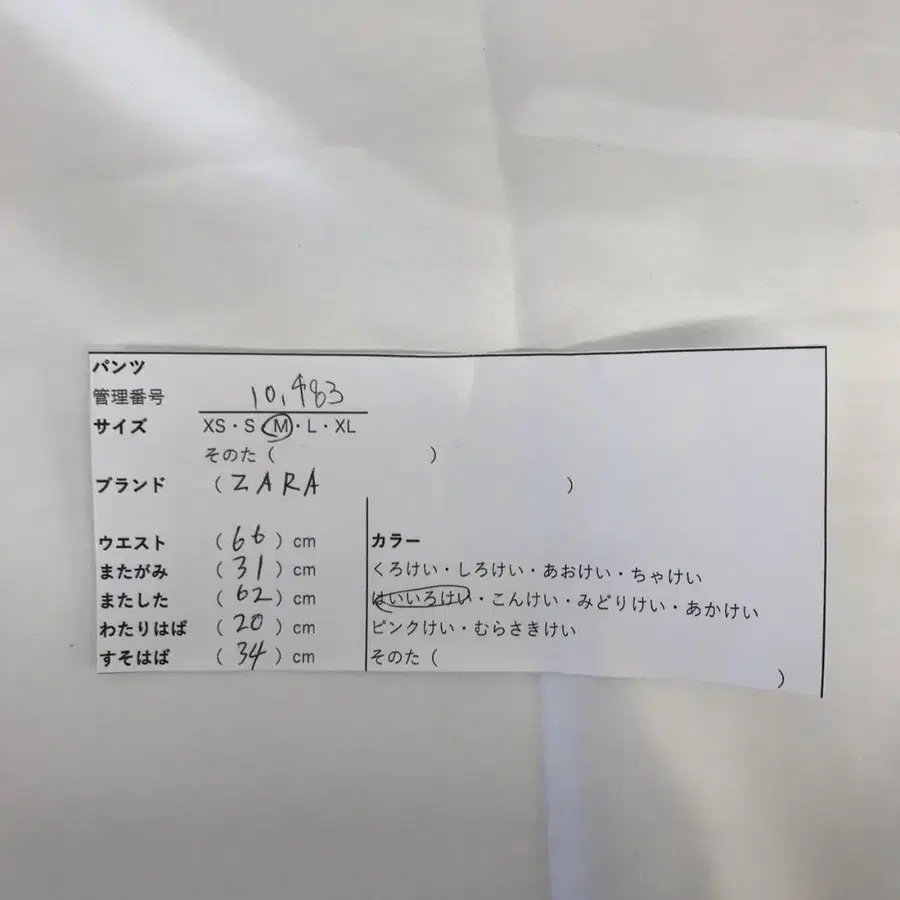 パンツ
管理番号 10,483
サイズ XS・S・M・L・XL
そのた ( )
ブランド (ZARA )
ウエスト (66) cm
またがみ (31) cm
またした (62) cm
わたりはば (20) cm
すそはば (34) cm
カラー
くろけい・しろけい・あおけい・ちゃけい
はいいろけい・こんけい・みどりけい・あかけい
ピンクけい・むらさきけい
そのた ( )